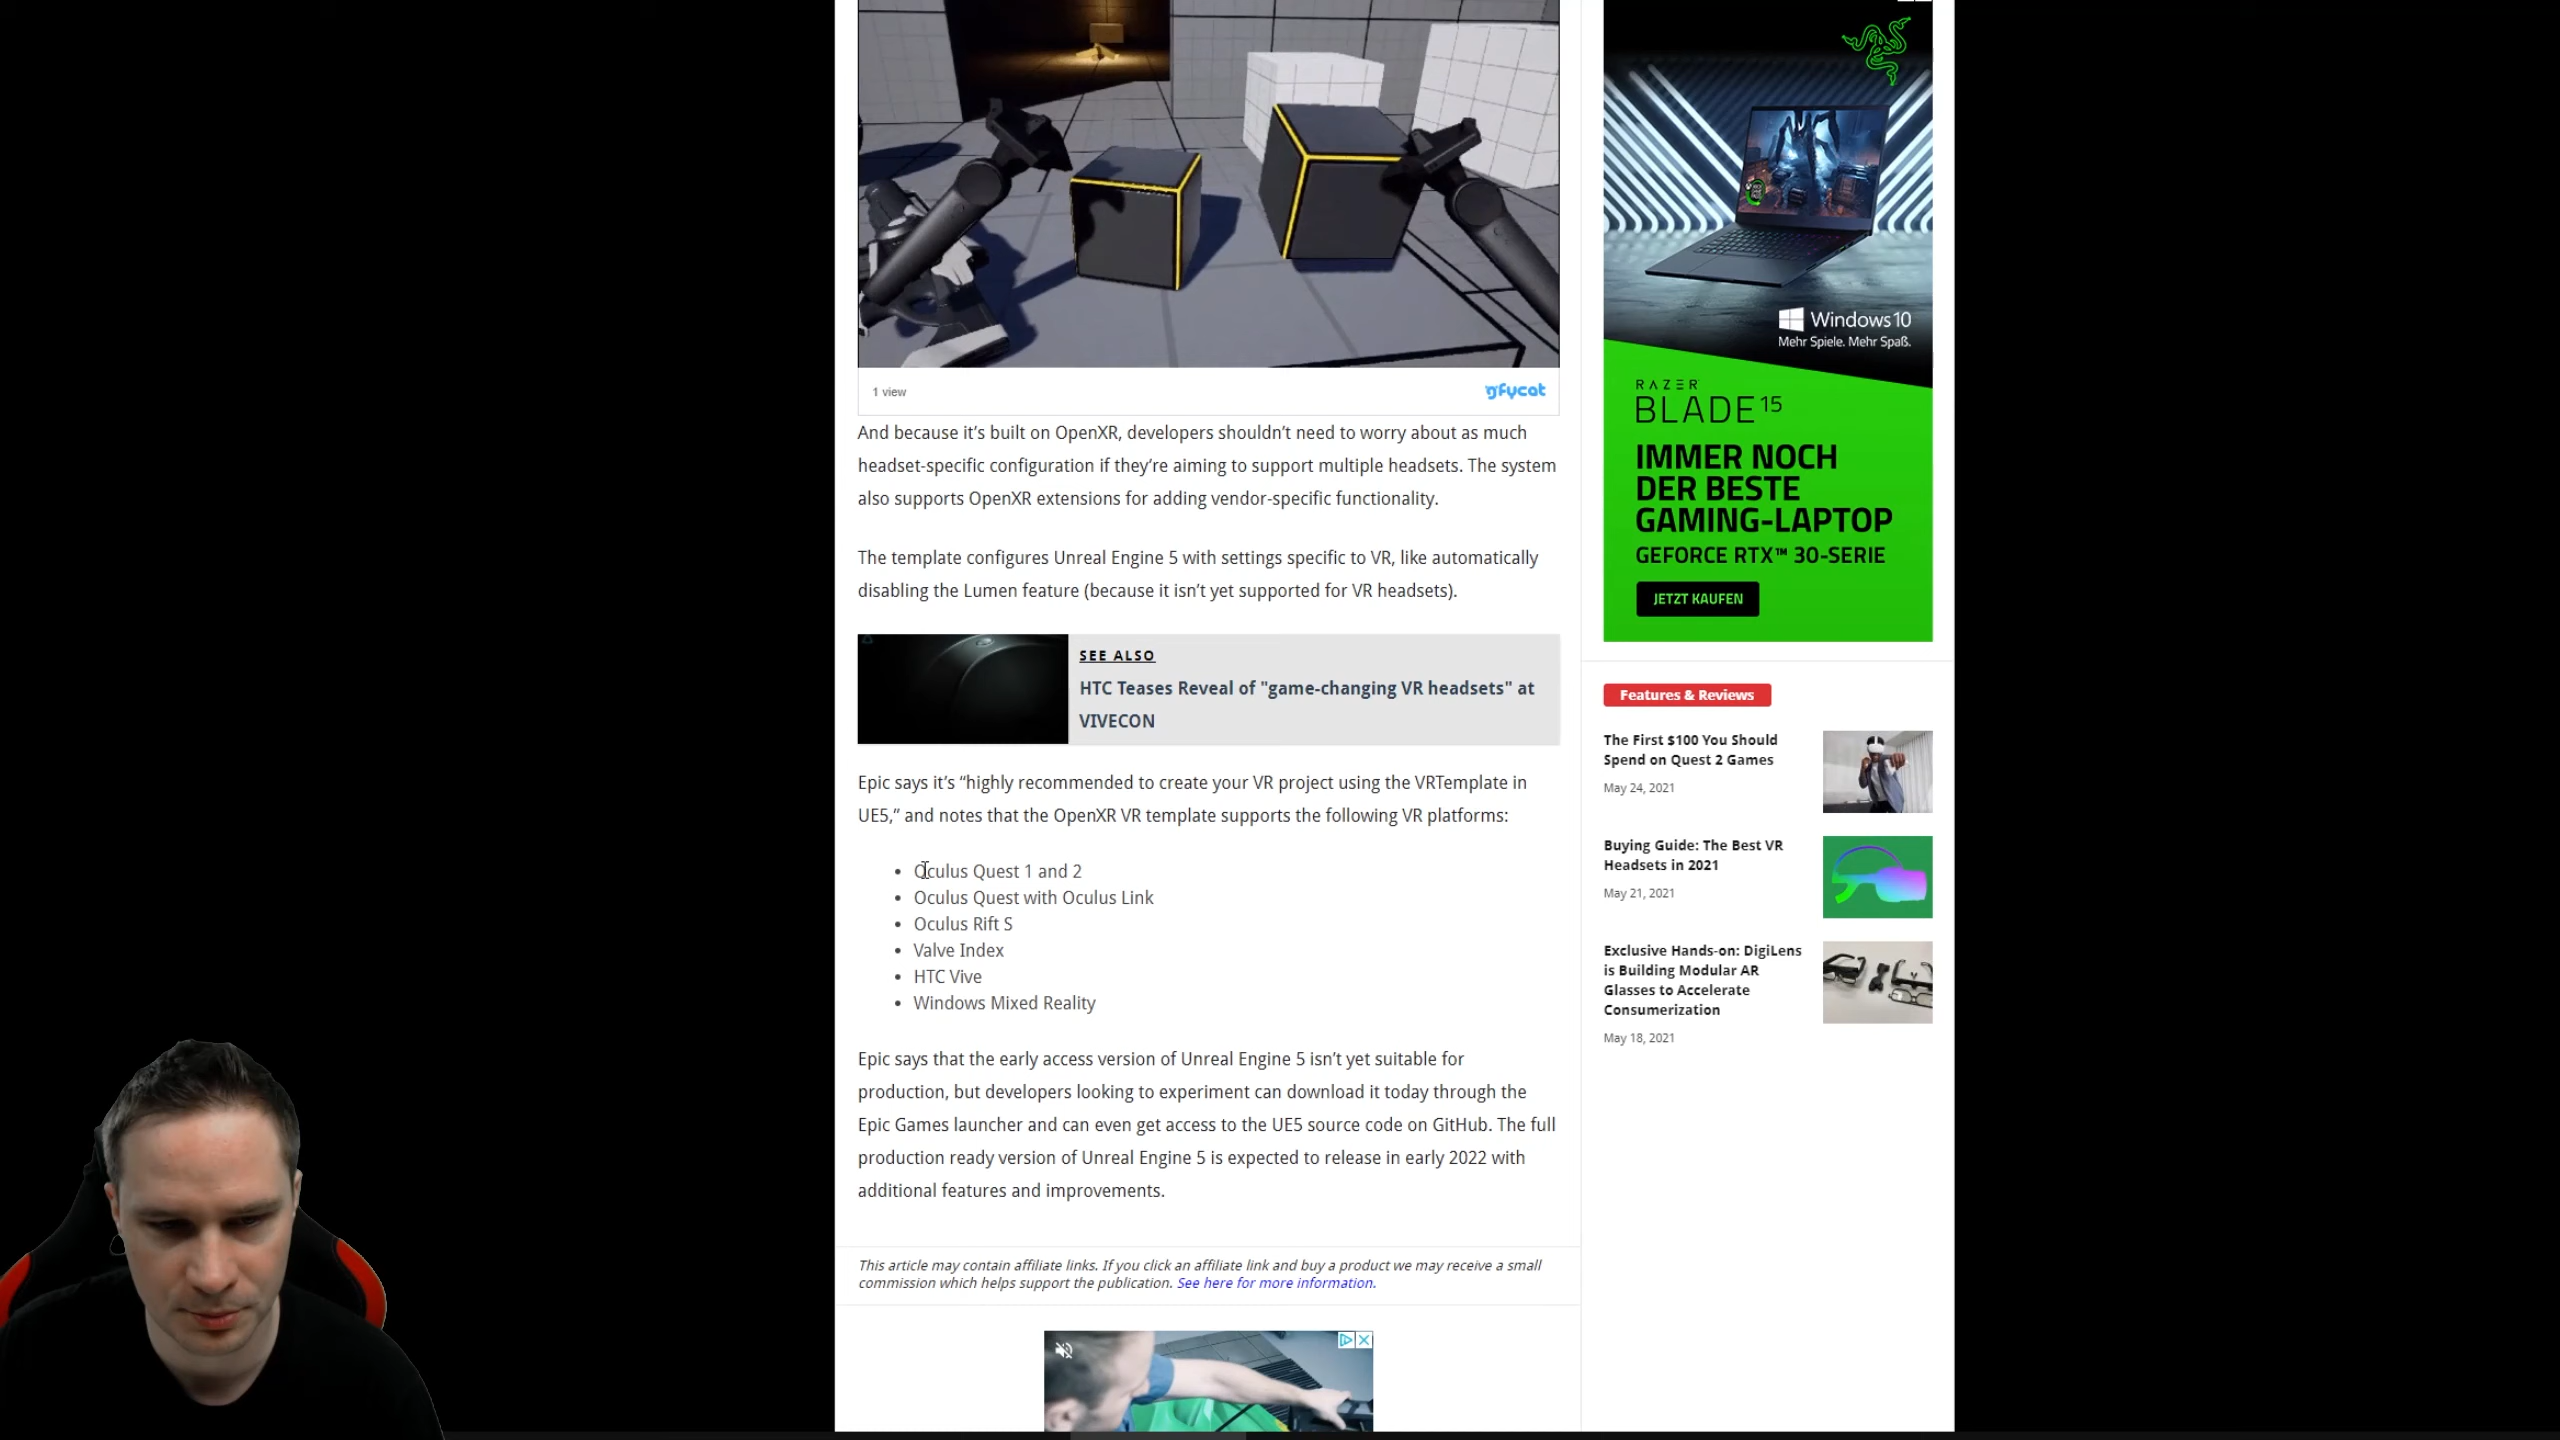 1 view
gfycat
And because it’s built on OpenXR, developers shouldn’t need to worry about as much
headset-specific configuration if they’re aiming to support multiple headsets. The system
also supports OpenXR extensions for adding vendor-specific functionality.
The template configures Unreal Engine 5 with settings specific to VR, like automatically
disabling the Lumen feature (because it isn’t yet supported for VR headsets).
SEE ALSO
HTC Teases Reveal of "game-changing VR headsets" at
VIVECON
Epic says it’s “highly recommended to create your VR project using the VRTemplate in
UE5,” and notes that the OpenXR VR template supports the following VR platforms:
• Oculus Quest 1 and 2
• Oculus Quest with Oculus Link
• Oculus Rift S
• Valve Index
• HTC Vive
• Windows Mixed Reality
Epic says that the early access version of Unreal Engine 5 isn’t yet suitable for
production, but developers looking to experiment can download it today through the
Epic Games launcher and can even get access to the UE5 source code on GitHub. The full
production ready version of Unreal Engine 5 is expected to release in early 2022 with
additional features and improvements.
This article may contain affiliate links. If you click an affiliate link and buy a product we may receive a small
commission which helps support the publication. See here for more information.
Windows 10
Mehr Spiele. Mehr Spaß.
RAZER
BLADE 15
IMMER NOCH
DER BESTE
GAMING-LAPTOP
GEFORCE RTX™ 30-SERIE
JETZT KAUFEN
Features & Reviews
The First $100 You Should
Spend on Quest 2 Games
May 24, 2021
Buying Guide: The Best VR
Headsets in 2021
May 21, 2021
Exclusive Hands-on: DigiLens
is Building Modular AR
Glasses to Accelerate
Consumerization
May 18, 2021